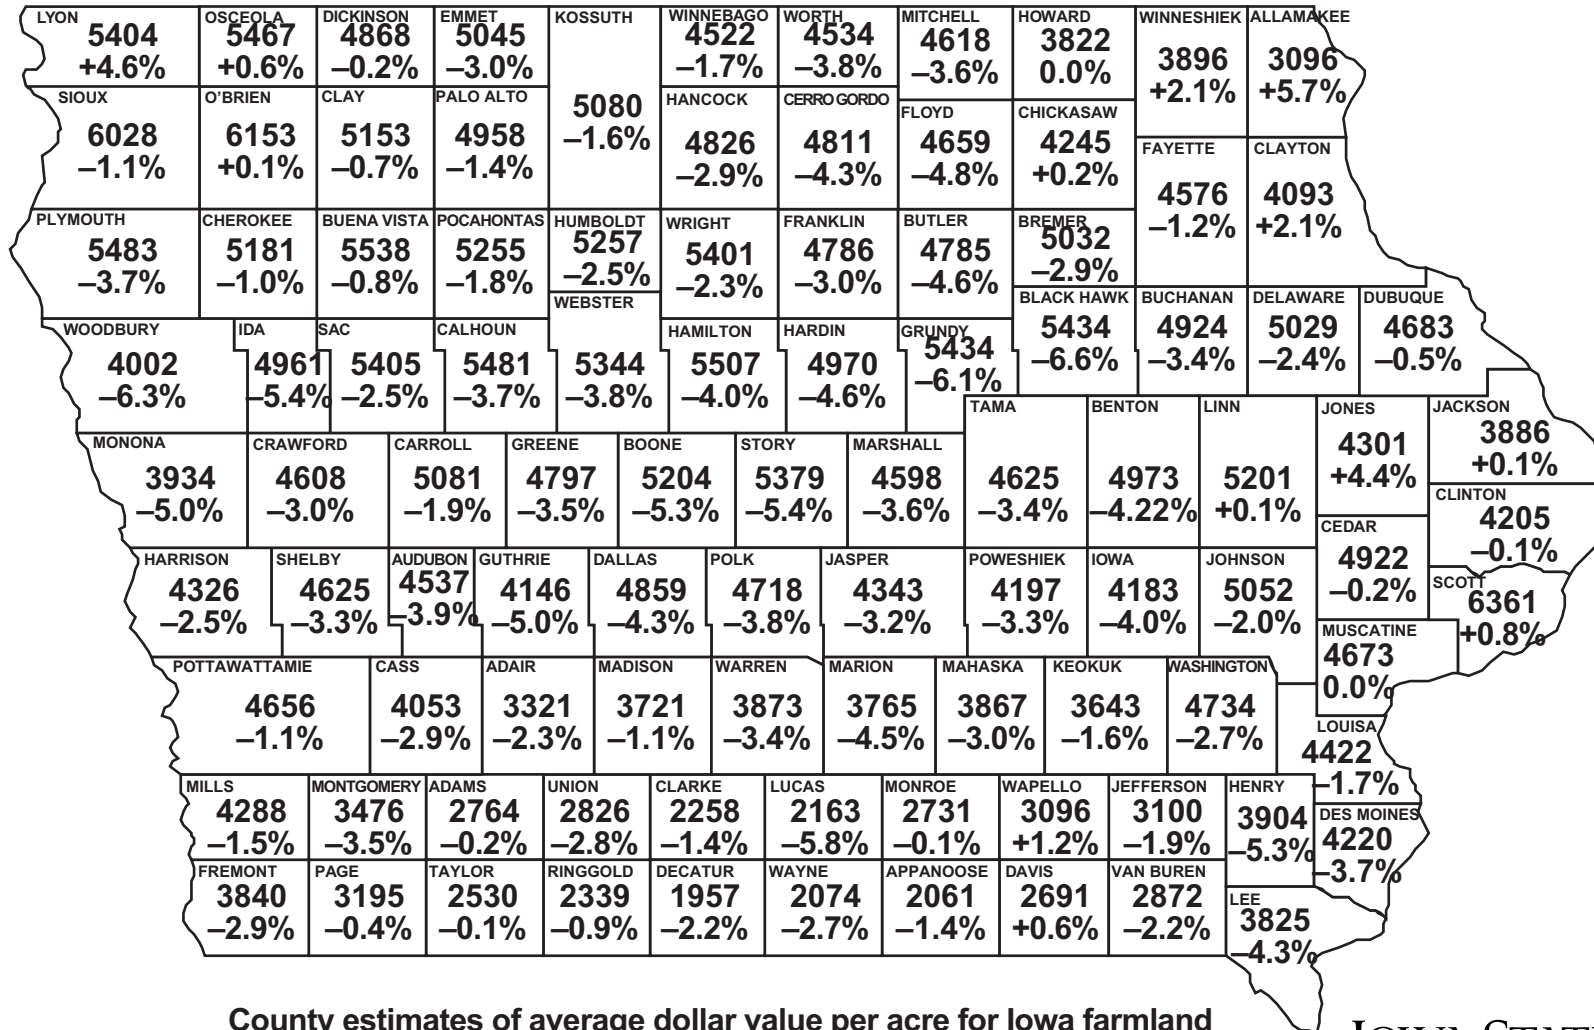 LYON
5404
+4.6%
OSCEOLA
5467
+0.6%
DICKINSON
4868
–0.2%
EMMET
5045
–3.0%
KOSSUTH
5080
–1.6%
WINNEBAGO
4522
–1.7%
WORTH
4534
–3.8%
MITCHELL
4618
–3.6%
HOWARD
3822
0.0%
WINNESHIEK
3896
+2.1%
ALLAMAKEE
3096
+5.7%
SIOUX
6028
–1.1%
O’BRIEN
6153
+0.1%
CLAY
5153
–0.7%
PALO ALTO
4958
–1.4%
HANCOCK
4826
–2.9%
CERRO GORDO
4811
–4.3%
FLOYD
4659
–4.8%
CHICKASAW
4245
+0.2%
FAYETTE
4576
–1.2%
CLAYTON
4093
+2.1%
PLYMOUTH
5483
–3.7%
CHEROKEE
5181
–1.0%
BUENA VISTA
5538
–0.8%
POCAHONTAS
5255
–1.8%
HUMBOLDT
5257
–2.5%
WRIGHT
5401
–2.3%
FRANKLIN
4786
–3.0%
BUTLER
4785
–4.6%
BREMER
5032
–2.9%
WOODBURY
4002
–6.3%
IDA
4961
–5.4%
SAC
5405
–2.5%
CALHOUN
5481
–3.7%
WEBSTER
5344
–3.8%
HAMILTON
5507
–4.0%
HARDIN
4970
–4.6%
GRUNDY
5434
–6.1%
BLACK HAWK
5434
–6.6%
BUCHANAN
4924
–3.4%
DELAWARE
5029
–2.4%
DUBUQUE
4683
–0.5%
MONONA
3934
–5.0%
CRAWFORD
4608
–3.0%
CARROLL
5081
–1.9%
GREENE
4797
–3.5%
BOONE
5204
–5.3%
STORY
5379
–5.4%
MARSHALL
4598
–3.6%
TAMA
4625
–3.4%
BENTON
4973
–4.22%
LINN
5201
+0.1%
JONES
4301
+4.4%
JACKSON
3886
+0.1%
CLINTON
4205
–0.1%
CEDAR
4922
–0.2%
SCOTT
6361
+0.8%
HARRISON
4326
–2.5%
SHELBY
4625
–3.3%
AUDUBON
4537
–3.9%
GUTHRIE
4146
–5.0%
DALLAS
4859
–4.3%
POLK
4718
–3.8%
JASPER
4343
–3.2%
POWESHIEK
4197
–3.3%
IOWA
4183
–4.0%
JOHNSON
5052
–2.0%
MUSCATINE
4673
0.0%
POTTAWATTAMIE
4656
–1.1%
CASS
4053
–2.9%
ADAIR
3321
–2.3%
MADISON
3721
–1.1%
WARREN
3873
–3.4%
MARION
3765
–4.5%
MAHASKA
3867
–3.0%
KEOKUK
3643
–1.6%
WASHINGTON
4734
–2.7%
LOUISA
4422
–1.7%
MILLS
4288
–1.5%
MONTGOMERY
3476
–3.5%
ADAMS
2764
–0.2%
UNION
2826
–2.8%
CLARKE
2258
–1.4%
LUCAS
2163
–5.8%
MONROE
2731
–0.1%
WAPELLO
3096
+1.2%
JEFFERSON
3100
–1.9%
HENRY
3904
–5.3%
DES MOINES
4220
–3.7%
FREMONT
3840
–2.9%
PAGE
3195
–0.4%
TAYLOR
2530
–0.1%
RINGGOLD
2339
–0.9%
DECATUR
1957
–2.2%
WAYNE
2074
–2.7%
APPANOOSE
2061
–1.4%
DAVIS
2691
+0.6%
VAN BUREN
2872
–2.2%
LEE
3825
–4.3%
County estimates of average dollar value per acre for Iowa farmland